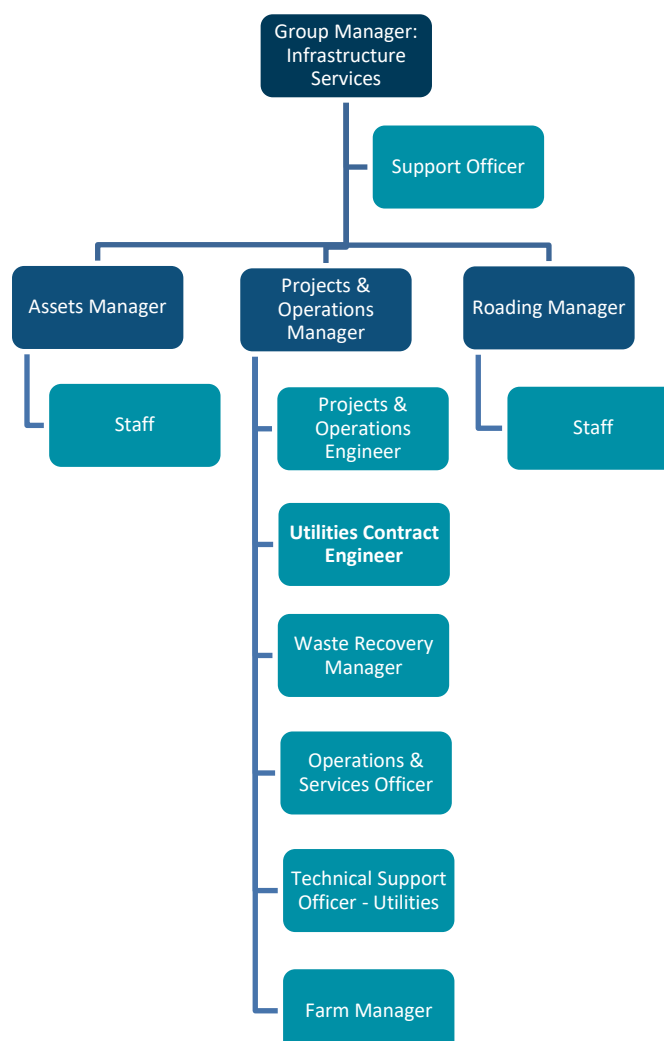 Group Manager:
Infrastructure
Services
Support Officer
Assets Manager
Projects &
Operations
Manager
Roading Manager
Staff
Projects &
Operations
Engineer
Staff
Utilities Contract
Engineer
Waste Recovery
Manager
Operations &
Services Officer
Technical Support
Officer - Utilities
Farm Manager